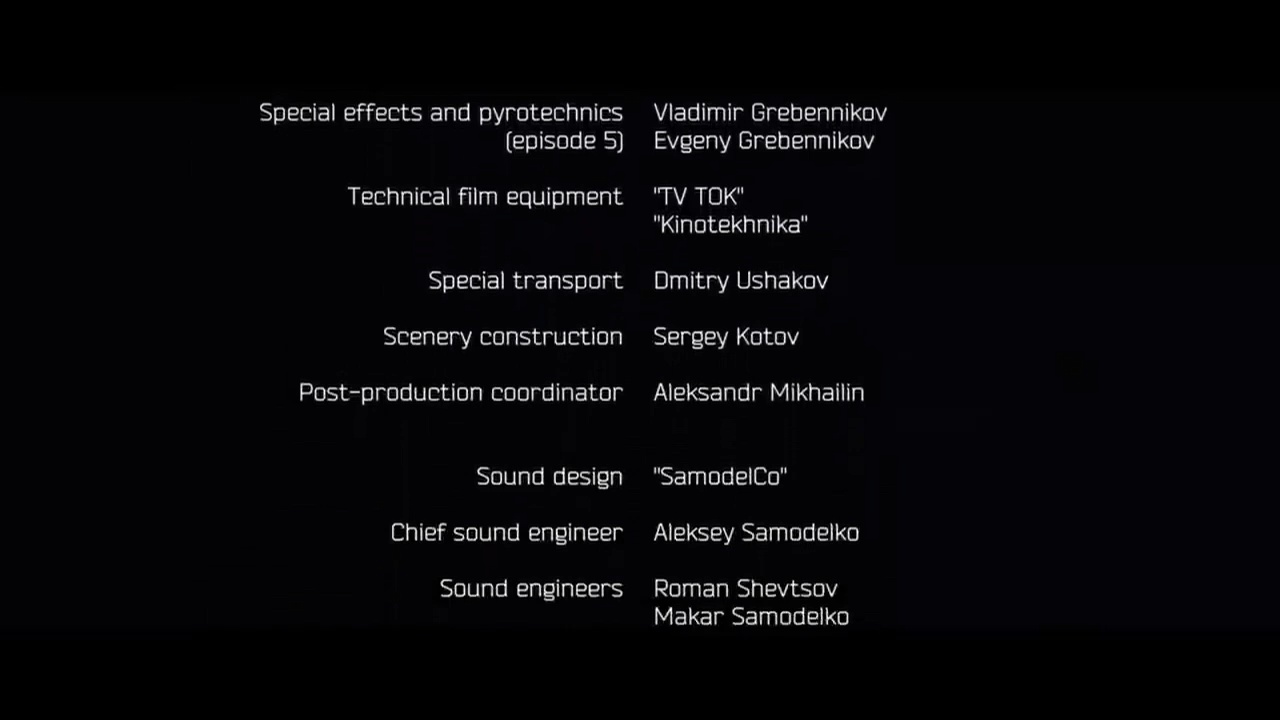 Special effects and pyrotechnics Vladimir Grebennikov
(episode 5) Evgeny Grebennikov
Technical film equipment "TV TOK"
"Kinotekhnika"
Special transport Dmitry Ushakov
Scenery construction Sergey Kotov
Post-production coordinator Aleksandr Mikhailin
Sound design "SamodelCo"
Chief sound engineer Aleksey Samodelko
Sound engineers Roman Shevtsov
Makar Samodelko